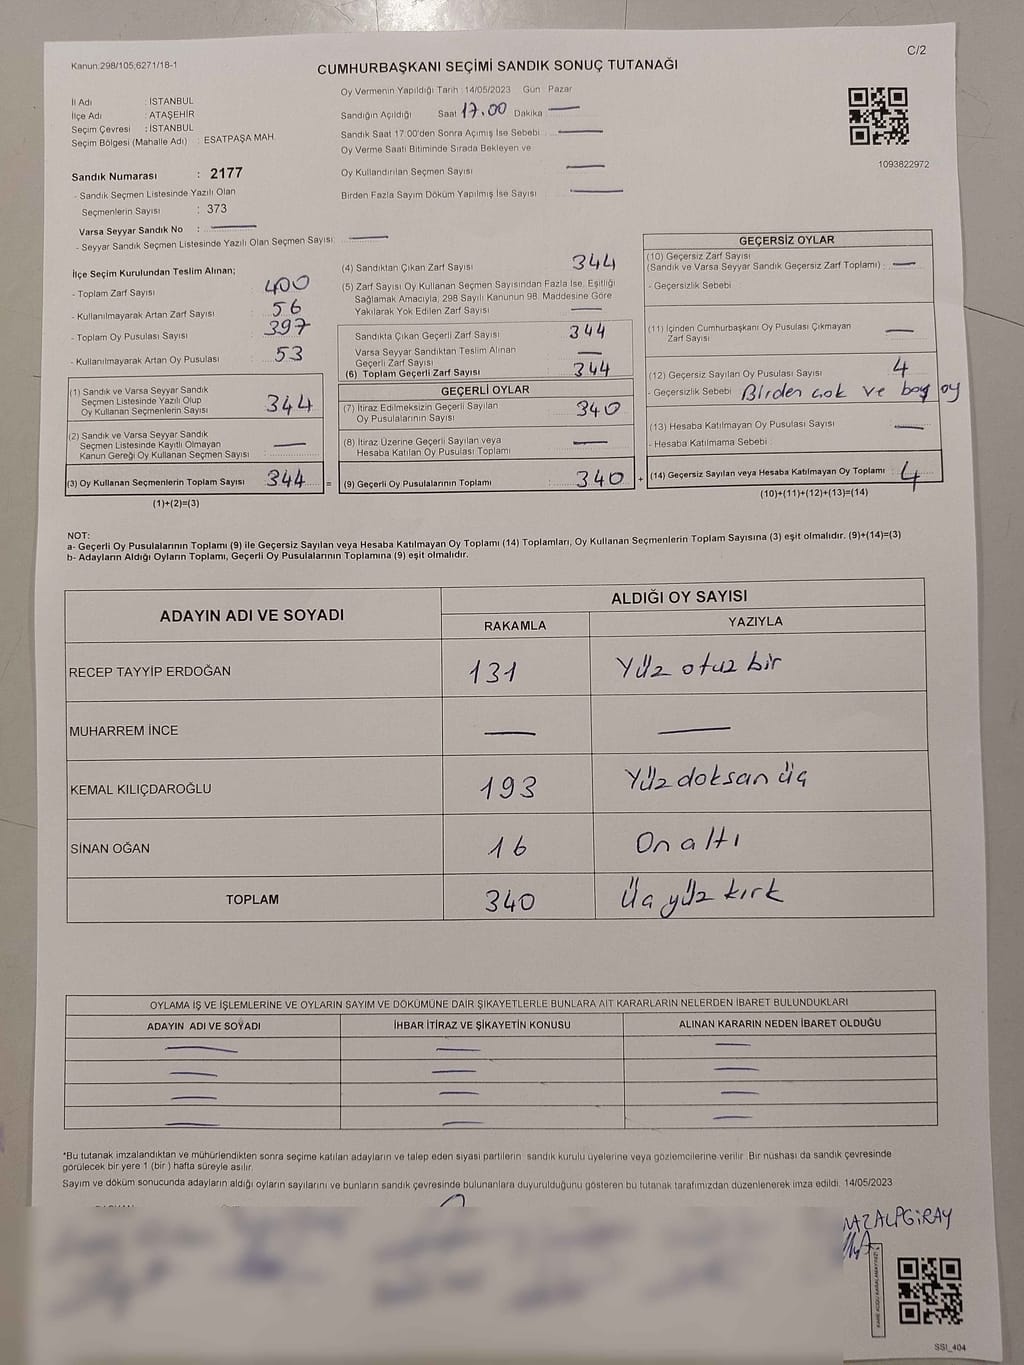 C/2
Kanun:298/105,6271/18-1
CUMHURBAŞKANI SEÇİMİ SANDIK SONUÇ TUTANAĞI
İl Adı : İSTANBUL
İlçe Adı : ATAŞEHİR
Seçim Çevresi : İSTANBUL
Seçim Bölgesi (Mahalle Adı) : ESATPAŞA MAH.
Sandık Numarası : 2177
- Sandık Seçmen Listesinde Yazılı Olan
Seçmenlerin Sayısı : 373
Varsa Seyyar Sandık No :
- Seyyar Sandık Seçmen Listesinde Yazılı Olan Seçmen Sayısı:
Oy Vermenin Yapıldığı Tarih : 14/05/2023 Gün : Pazar
Sandığın Açıldığı Saat 17.00 Dakika
Sandık Saat 17:00'den Sonra Açımış İse Sebebi
Oy Verme Saati Bitiminde Sırada Bekleyen ve
Oy Kullandırılan Seçmen Sayısı
Birden Fazla Sayım Döküm Yapılmış İse Sayısı
1093822972
İlçe Seçim Kurulundan Teslim Alınan;
- Toplam Zarf Sayısı 400
- Kullanılmayarak Artan Zarf Sayısı 56
- Toplam Oy Pusulası Sayısı 397
- Kullanılmayarak Artan Oy Pusulası 53
(1) Sandık ve Varsa Seyyar Sandık
Seçmen Listesinde Yazılı Olup
Oy Kullanan Seçmenlerin Sayısı 344
(2) Sandık ve Varsa Seyyar Sandık
Seçmen Listesinde Kayıtlı Olmayan
Kanun Gereği Oy Kullanan Seçmen Sayısı
(3) Oy Kullanan Seçmenlerin Toplam Sayısı 344 =
(1)+(2)=(3)
(4) Sandıktan Çıkan Zarf Sayısı 344
(5) Zarf Sayısı Oy Kullanan Seçmen Sayısından Fazla İse, Eşitliği
Sağlamak Amacıyla, 298 Sayılı Kanunun 98. Maddesine Göre
Yakılarak Yok Edilen Zarf Sayısı
Sandıkta Çıkan Geçerli Zarf Sayısı 344
Varsa Seyyar Sandıktan Teslim Alınan
Geçerli Zarf Sayısı
(6) Toplam Geçerli Zarf Sayısı 344
GEÇERLİ OYLAR
(7) İtiraz Edilmeksizin Geçerli Sayılan
Oy Pusulalarının Sayısı 340
(8) İtiraz Üzerine Geçerli Sayılan veya
Hesaba Katılan Oy Pusulası Toplamı
(9) Geçerli Oy Pusulalarının Toplamı 340 +
GEÇERSİZ OYLAR
(10) Geçersiz Zarf Sayısı
(Sandık ve Varsa Seyyar Sandık Geçersiz Zarf Toplamı) :
- Geçersizlik Sebebi
(11) İçinden Cumhurbaşkanı Oy Pusulası Çıkmayan
Zarf Sayısı
(12) Geçersiz Sayılan Oy Pusulası Sayısı 4
- Geçersizlik Sebebi Birden çok ve boş oy
(13) Hesaba Katılmayan Oy Pusulası Sayısı
- Hesaba Katılmama Sebebi
(14) Geçersiz Sayılan veya Hesaba Katılmayan Oy Toplamı 4
(10)+(11)+(12)+(13)=(14)
NOT:
a- Geçerli Oy Pusulalarının Toplamı (9) ile Geçersiz Sayılan veya Hesaba Katılmayan Oy Toplamı (14) Toplamları, Oy Kullanan Seçmenlerin Toplam Sayısına (3) eşit olmalıdır. (9)+(14)=(3)
b- Adayların Aldığı Oyların Toplamı, Geçerli Oy Pusulalarının Toplamına (9) eşit olmalıdır.
ADAYIN ADI VE SOYADI ALDIĞI OY SAYISI
RAKAMLA YAZIYLA
RECEP TAYYİP ERDOĞAN 131 Yüz otuz bir
MUHARREM İNCE
KEMAL KILIÇDAROĞLU 193 Yüz doksan üç
SİNAN OĞAN 16 On altı
TOPLAM 340 Üç yüz kırk
OYLAMA İŞ VE İŞLEMLERİNE VE OYLARIN SAYIM VE DÖKÜMÜNE DAİR ŞİKAYETLERLE BUNLARA AİT KARARLARIN NELERDEN İBARET BULUNDUKLARI
ADAYIN ADI VE SOYADI İHBAR İTİRAZ VE ŞİKAYETİN KONUSU ALINAN KARARIN NEDEN İBARET OLDUĞU
*Bu tutanak imzalandıktan ve mühürlendikten sonra seçime katılan adayların ve talep eden siyasi partilerin sandık kurulu üyelerine veya gözlemcilerine verilir. Bir nüshası da sandık çevresinde
görülecek bir yere 1 (bir) hafta süreyle asılır.
Sayım ve döküm sonucunda adayların aldığı oyların sayılarını ve bunların sandık çevresinde bulunanlara duyurulduğunu gösteren bu tutanak tarafımızdan düzenlenerek imza edildi. 14/05/2023
ALPGİRAY
SSI_404